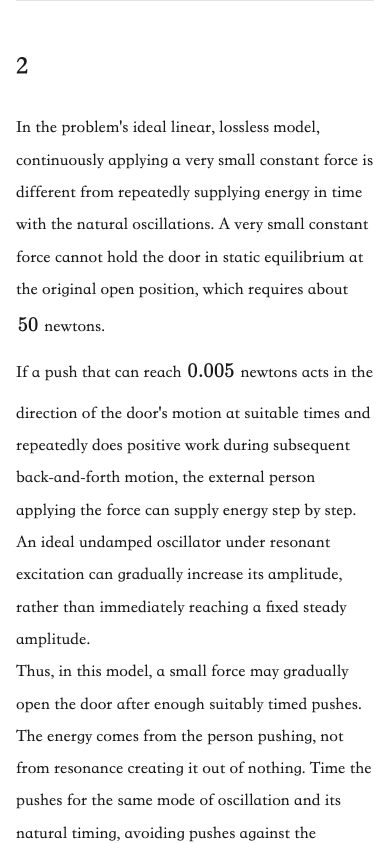 2
In the problem's ideal linear, lossless model,
continuously applying a very small constant force is
different from repeatedly supplying energy in time
with the natural oscillations. A very small constant
force cannot hold the door in static equilibrium at
the original open position, which requires about
50 newtons.
If a push that can reach 0.005 newtons acts in the
direction of the door's motion at suitable times and
repeatedly does positive work during subsequent
back-and-forth motion, the external person
applying the force can supply energy step by step.
An ideal undamped oscillator under resonant
excitation can gradually increase its amplitude,
rather than immediately reaching a fixed steady
amplitude.
Thus, in this model, a small force may gradually
open the door after enough suitably timed pushes.
The energy comes from the person pushing, not
from resonance creating it out of nothing. Time the
pushes for the same mode of oscillation and its
natural timing, avoiding pushes against the